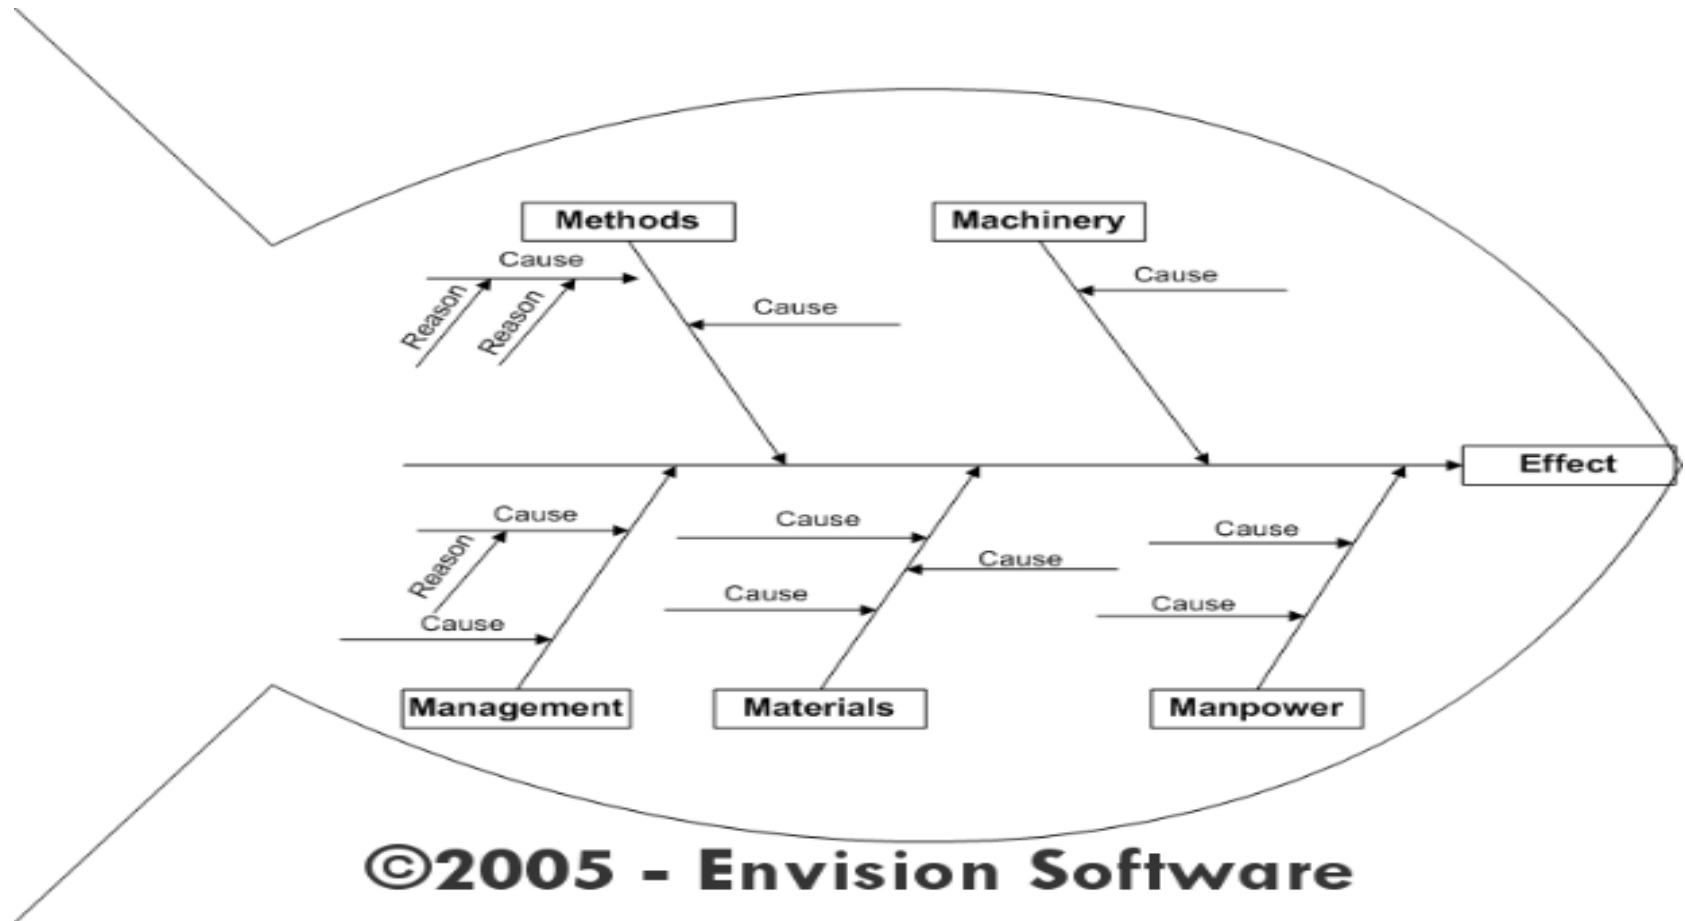 Methods
Machinery
Cause
Cause
Cause
Reason
Reason
Effect
Cause
Cause
Cause
Cause
Reason
Cause
Cause
Cause
Management
Materials
Manpower
©2005 - Envision Software